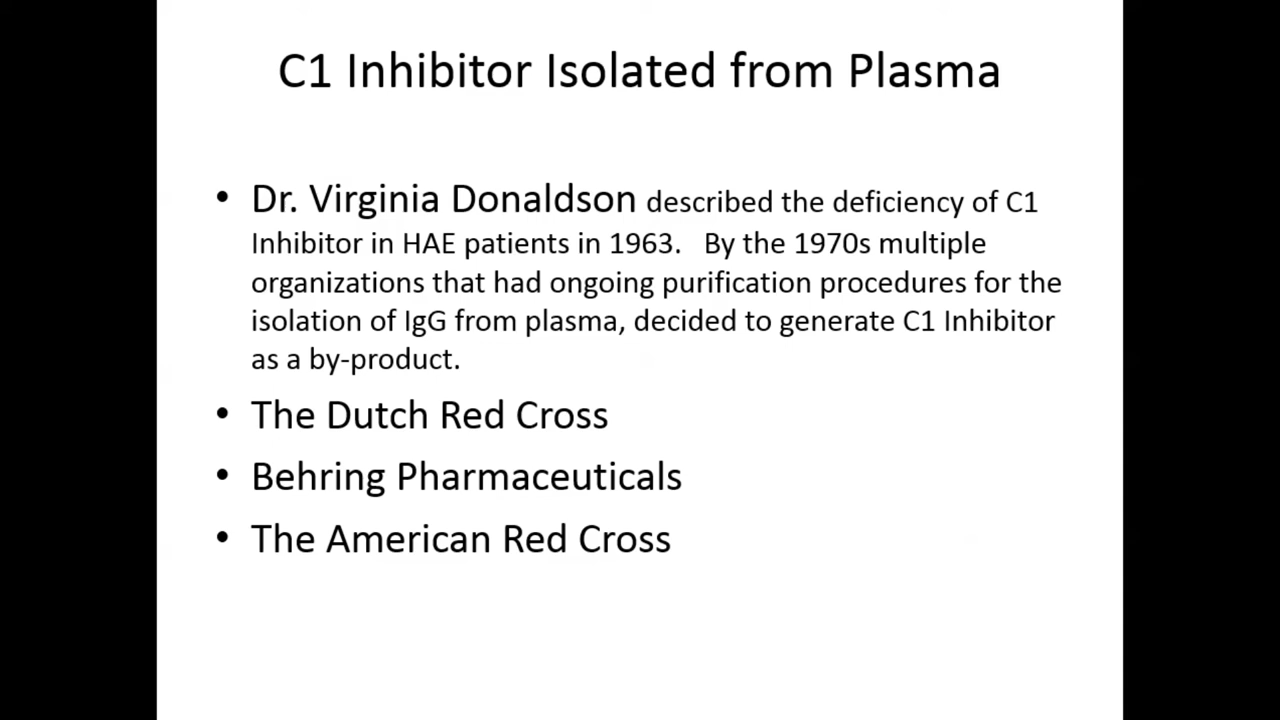 C1 Inhibitor Isolated from Plasma
• Dr. Virginia Donaldson described the deficiency of C1
Inhibitor in HAE patients in 1963.   By the 1970s multiple
organizations that had ongoing purification procedures for the
isolation of IgG from plasma, decided to generate C1 Inhibitor
as a by-product.
• The Dutch Red Cross
• Behring Pharmaceuticals
• The American Red Cross